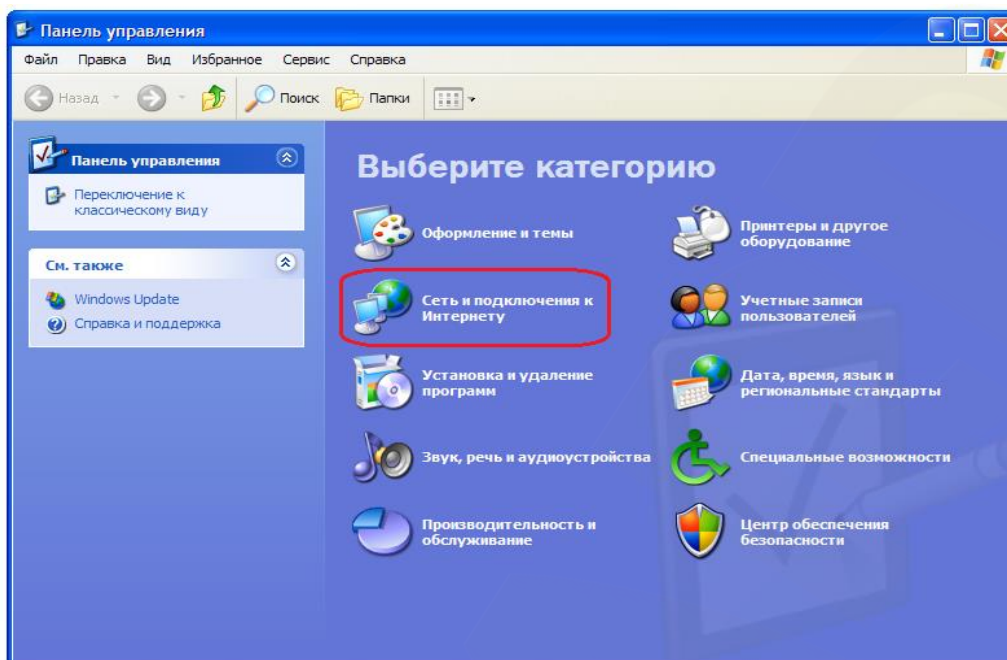 Панель управления
Файл Правка Вид Избранное Сервис Справка
Назад Поиск Папки
Панель управления
Переключение к
классическому виду
См. также
Windows Update
Справка и поддержка
Выберите категорию
Оформление и темы
Принтеры и другое
оборудование
Сеть и подключения к
Интернету
Учетные записи
пользователей
Установка и удаление
программ
Дата, время, язык и
региональные стандарты
Звук, речь и аудиоустройства
Специальные возможности
Производительность и
обслуживание
Центр обеспечения
безопасности